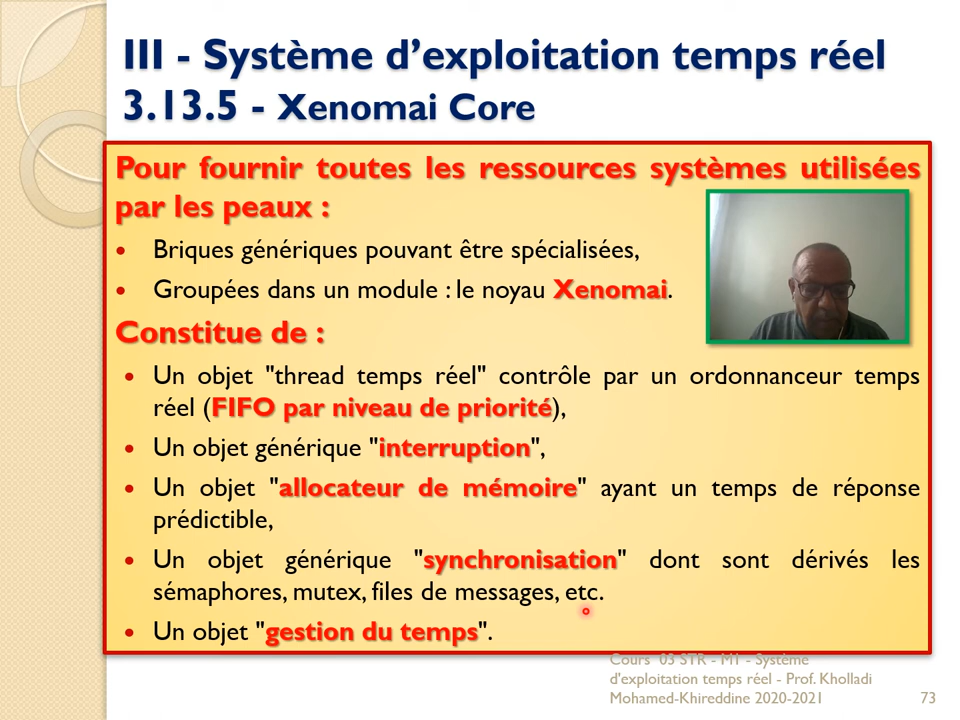 III - Système d'exploitation temps réel
3.13.5 - Xenomai Core
Pour fournir toutes les ressources systèmes utilisées
par les peaux :
• Briques génériques pouvant être spécialisées,
• Groupées dans un module : le noyau Xenomai.
Constitue de :
• Un objet "thread temps réel" contrôle par un ordonnanceur temps
réel (FIFO par niveau de priorité),
• Un objet générique "interruption",
• Un objet "allocateur de mémoire" ayant un temps de réponse
prédictible,
• Un objet générique "synchronisation" dont sont dérivés les
sémaphores, mutex, files de messages, etc.
• Un objet "gestion du temps".
Cours 03 STR - M1 - Système
d'exploitation temps réel - Prof. Kholladi
Mohamed-Khireddine 2020-2021
73